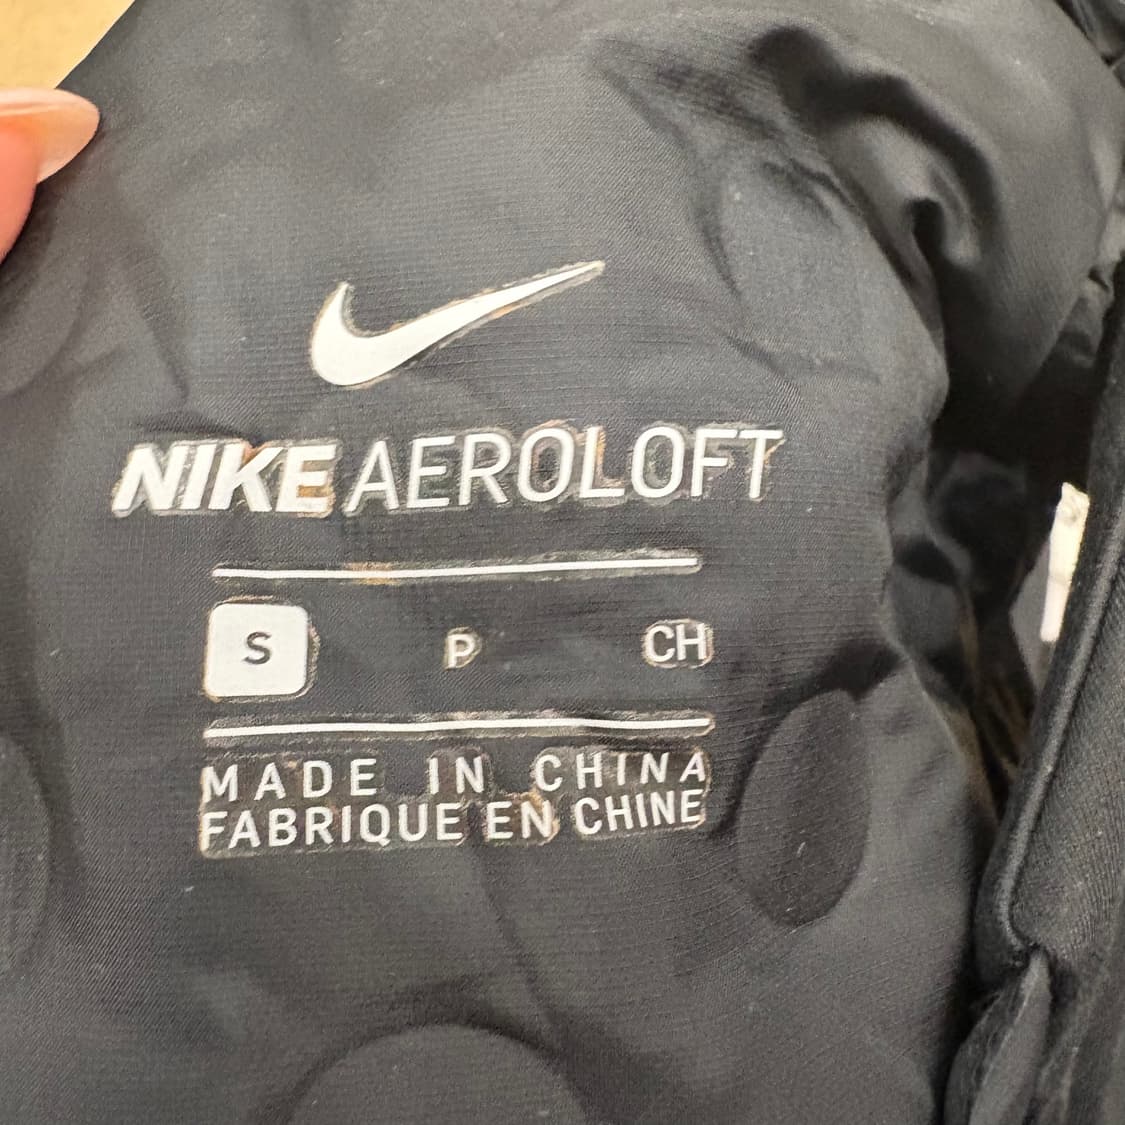 NIKE AEROLOFT
S P CH
MADE IN CHINA
FABRIQUE EN CHINE